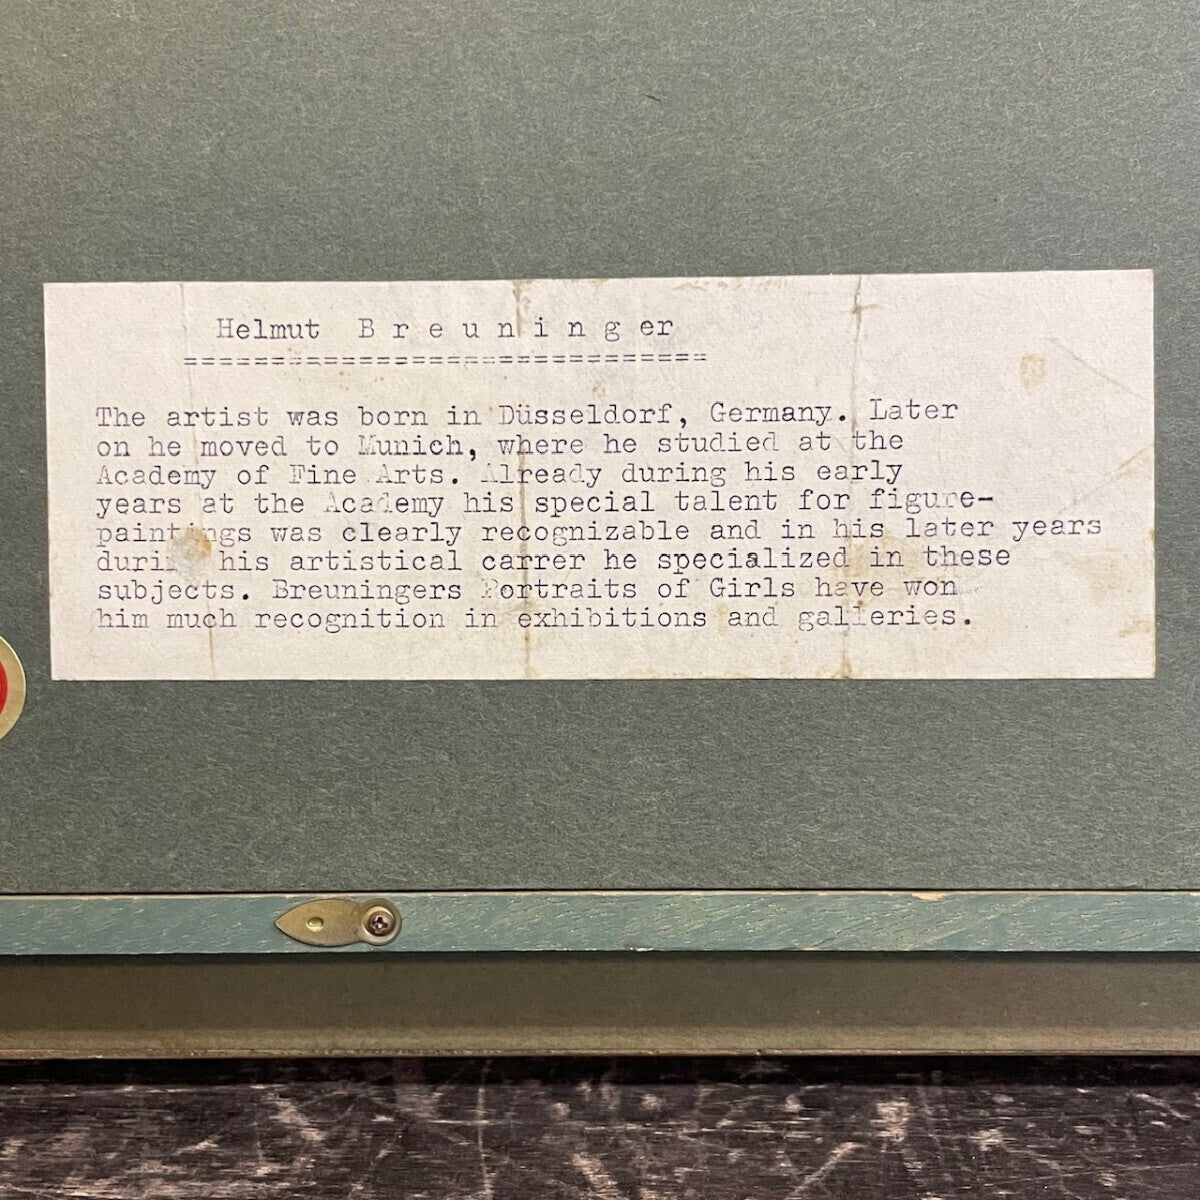 Helmut B r e u n i n g er
====================================
The artist was born in Düsseldorf, Germany. Later
on he moved to Munich, where he studied at the
Academy of Fine Arts. Already during his early
years at the Academy his special talent for figure-
paintings was clearly recognizable and in his later years
during his artistical carrer he specialized in these
subjects. Breuningers Portraits of Girls have won
him much recognition in exhibitions and galleries.